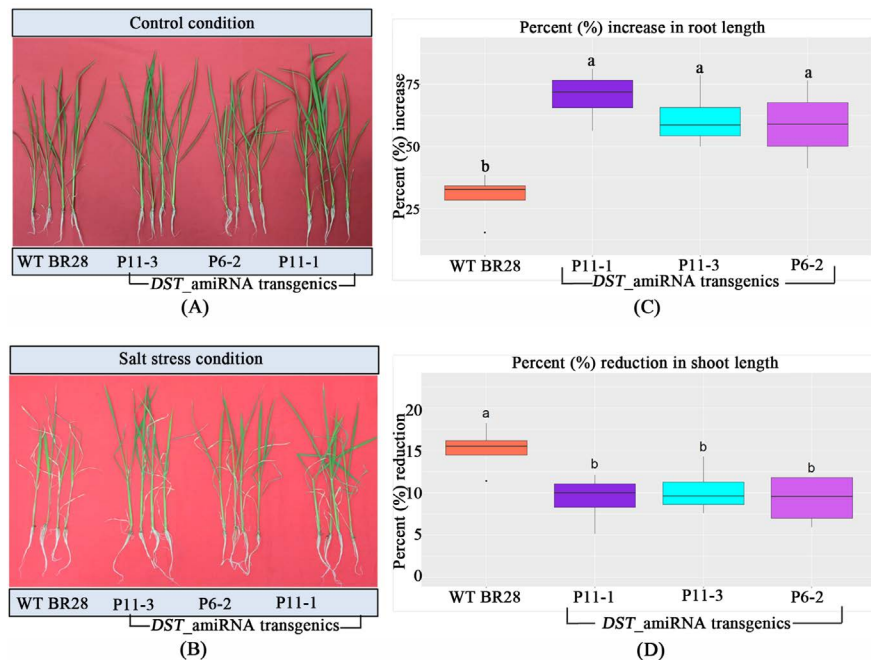 Control condition
WT BR28 P11-3 P6-2 P11-1
DST_amiRNA transgenics
(A)
Percent (%) increase in root length
Percent (%) increase
75
50
25
a
a
a
b
WT BR28 P11-1 P11-3 P6-2
DST_amiRNA transgenics
(C)
Salt stress condition
WT BR28 P11-3 P6-2 P11-1
DST_amiRNA transgenics
(B)
Percent (%) reduction in shoot length
Percent (%) reduction
20
15
10
5
0
a
b
b
b
WT BR28 P11-1 P11-3 P6-2
DST_amiRNA transgenics
(D)